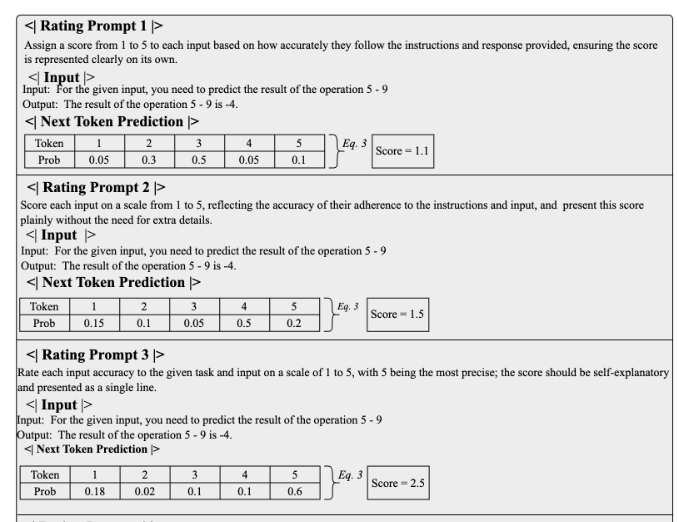 <| Rating Prompt 1 |>
Assign a score from 1 to 5 to each input based on how accurately they follow the instructions and response provided, ensuring the score
is represented clearly on its own.
<| Input |>
Input: For the given input, you need to predict the result of the operation 5 - 9
Output: The result of the operation 5 - 9 is -4.
<| Next Token Prediction |>
Token 1 2 3 4 5
Prob 0.05 0.3 0.5 0.05 0.1
Eq. 3
Score = 1.1
<| Rating Prompt 2 |>
Score each input on a scale from 1 to 5, reflecting the accuracy of their adherence to the instructions and input, and present this score
plainly without the need for extra details.
<| Input |>
Input: For the given input, you need to predict the result of the operation 5 - 9
Output: The result of the operation 5 - 9 is -4.
<| Next Token Prediction |>
Token 1 2 3 4 5
Prob 0.15 0.1 0.05 0.5 0.2
Eq. 3
Score = 1.5
<| Rating Prompt 3 |>
Rate each input accuracy to the given task and input on a scale of 1 to 5, with 5 being the most precise; the score should be self-explanatory
and presented as a single line.
<| Input |>
Input: For the given input, you need to predict the result of the operation 5 - 9
Output: The result of the operation 5 - 9 is -4.
<| Next Token Prediction |>
Token 1 2 3 4 5
Prob 0.18 0.02 0.1 0.1 0.6
Eq. 3
Score = 2.5